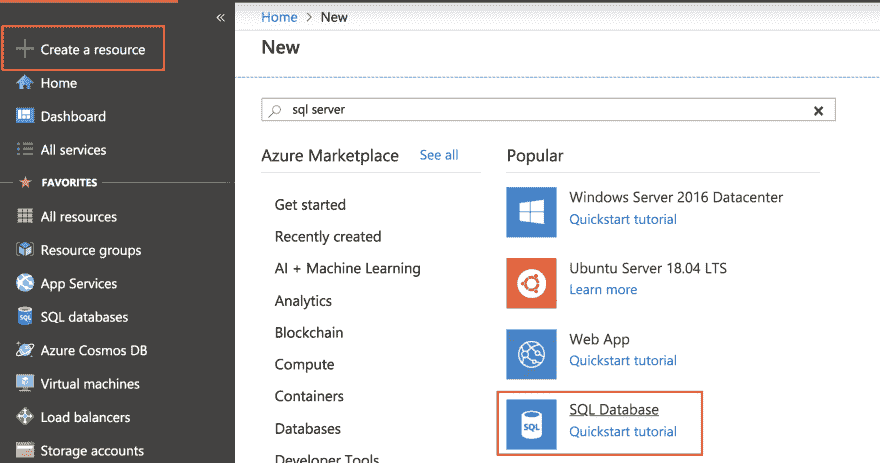 «
Create a resource
Home
Dashboard
All services
FAVORITES
All resources
Resource groups
App Services
SQL databases
Azure Cosmos DB
Virtual machines
Load balancers
Storage accounts
Home > New
New
sql server
Azure Marketplace See all
Get started
Recently created
AI + Machine Learning
Analytics
Blockchain
Compute
Containers
Databases
Developer Tools
Popular
Windows Server 2016 Datacenter
Quickstart tutorial
Ubuntu Server 18.04 LTS
Learn more
Web App
Quickstart tutorial
SQL
SQL Database
Quickstart tutorial